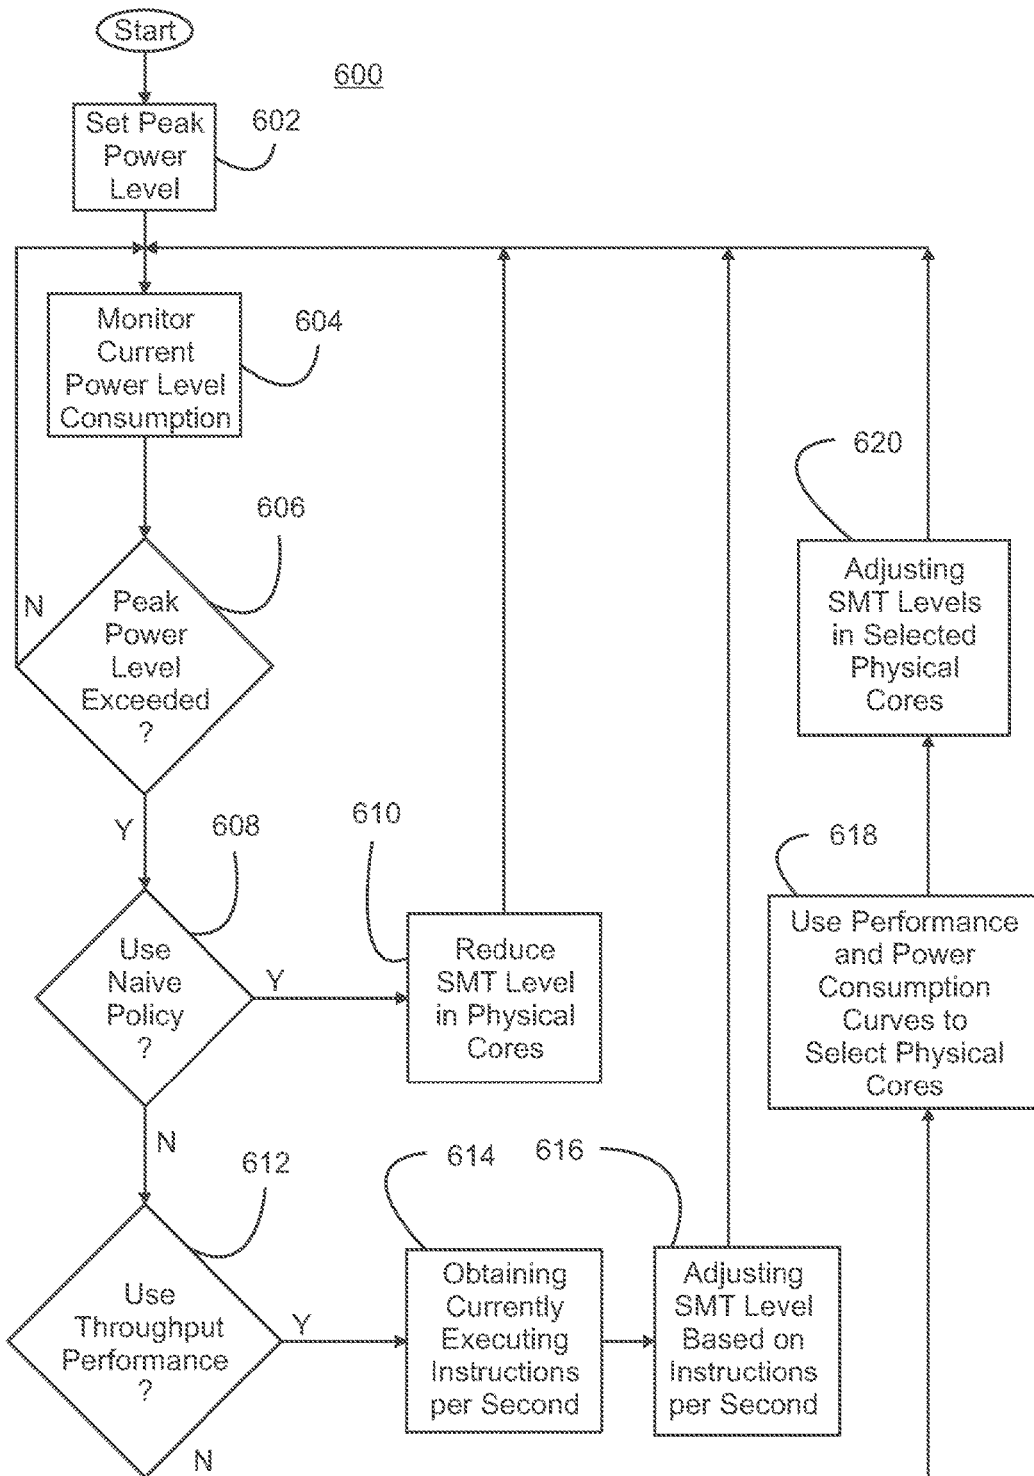 Start
600
Set Peak
Power
Level
602
Monitor
Current
Power Level
Consumption
604
Peak
Power
Level
Exceeded
?
606
N
Y
Use
Naive
Policy
?
608
Y
N
Reduce
SMT Level
in Physical
Cores
610
Use
Throughput
Performance
?
612
Y
N
Obtaining
Currently
Executing
Instructions
per Second
614
Adjusting
SMT Level
Based on
Instructions
per Second
616
Use Performance
and Power
Consumption
Curves to
Select Physical
Cores
618
Adjusting
SMT Levels
in Selected
Physical
Cores
620